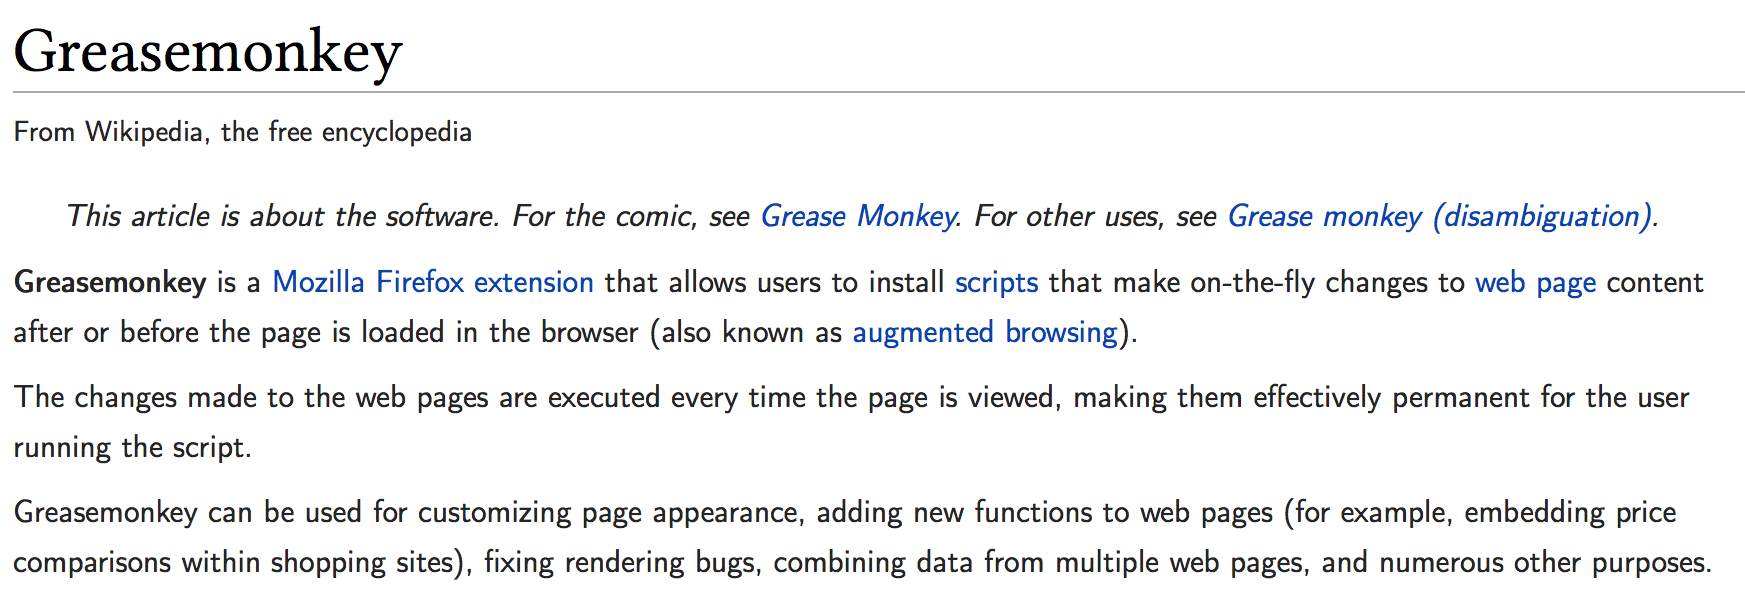 Greasemonkey
From Wikipedia, the free encyclopedia
This article is about the software. For the comic, see Grease Monkey. For other uses, see Grease monkey (disambiguation).
Greasemonkey is a Mozilla Firefox extension that allows users to install scripts that make on-the-fly changes to web page content
after or before the page is loaded in the browser (also known as augmented browsing).
The changes made to the web pages are executed every time the page is viewed, making them effectively permanent for the user
running the script.
Greasemonkey can be used for customizing page appearance, adding new functions to web pages (for example, embedding price
comparisons within shopping sites), fixing rendering bugs, combining data from multiple web pages, and numerous other purposes.